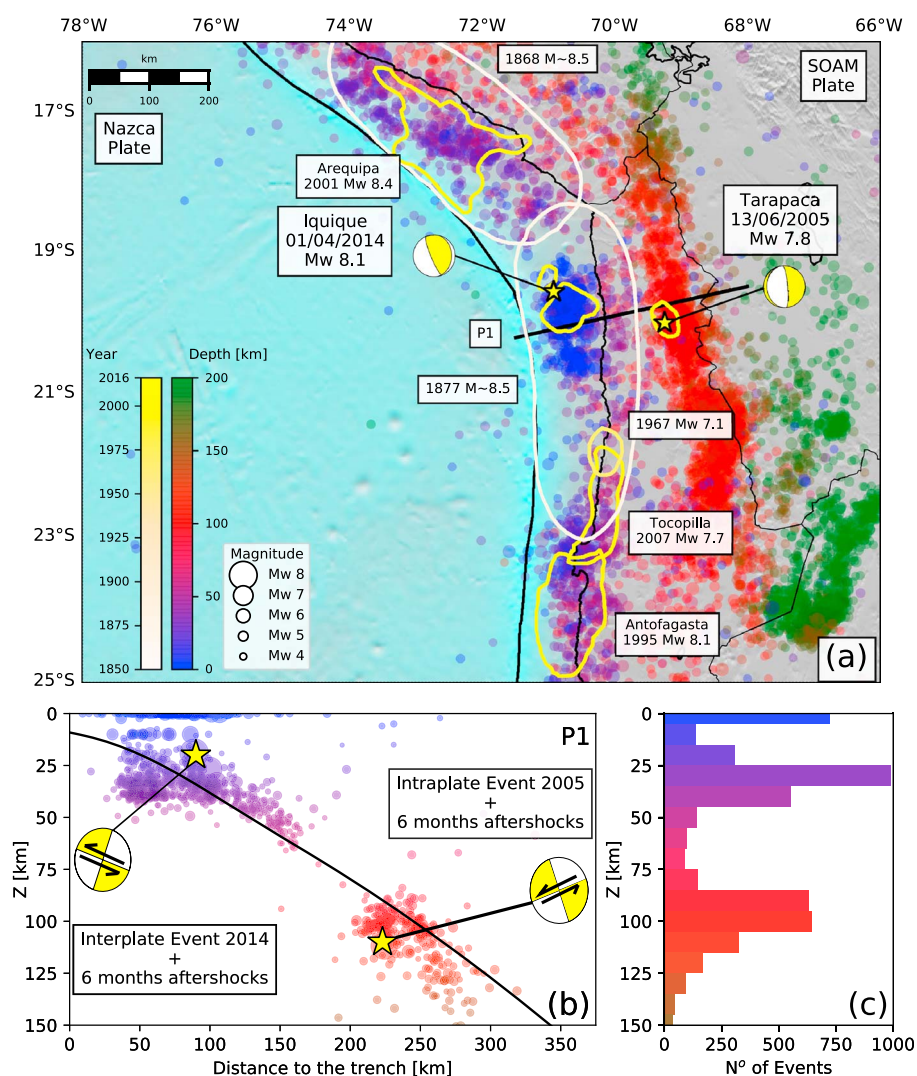 78°W 76°W 74°W 72°W 70°W 68°W 66°W
km
0 100 200
1868 M~8.5
SOAM
Plate
17°S
Nazca
Plate
Arequipa
2001 Mw 8.4
Tarapaca
13/06/2005
Mw 7.8
Iquique
01/04/2014
Mw 8.1
19°S
P1
Year
Depth [km]
1877 M~8.5
21°S
2016
2000
1975
1950
1925
1900
1875
1850
200
150
100
50
0
1967 Mw 7.1
Tocopilla
2007 Mw 7.7
23°S
Magnitude
Mw 8
Mw 7
Mw 6
Mw 5
Mw 4
Antofagasta
1995 Mw 8.1
(a)
25°S
0
25
50
75
100
125
150
Z [km]
P1
Intraplate Event 2005
+
6 months aftershocks
Interplate Event 2014
+
6 months aftershocks
(b)
0 50 100 150 200 250 300 350
Distance to the trench [km]
0
25
50
75
100
125
150
Z [km]
(c)
0 250 500 750 1000
Nº of Events